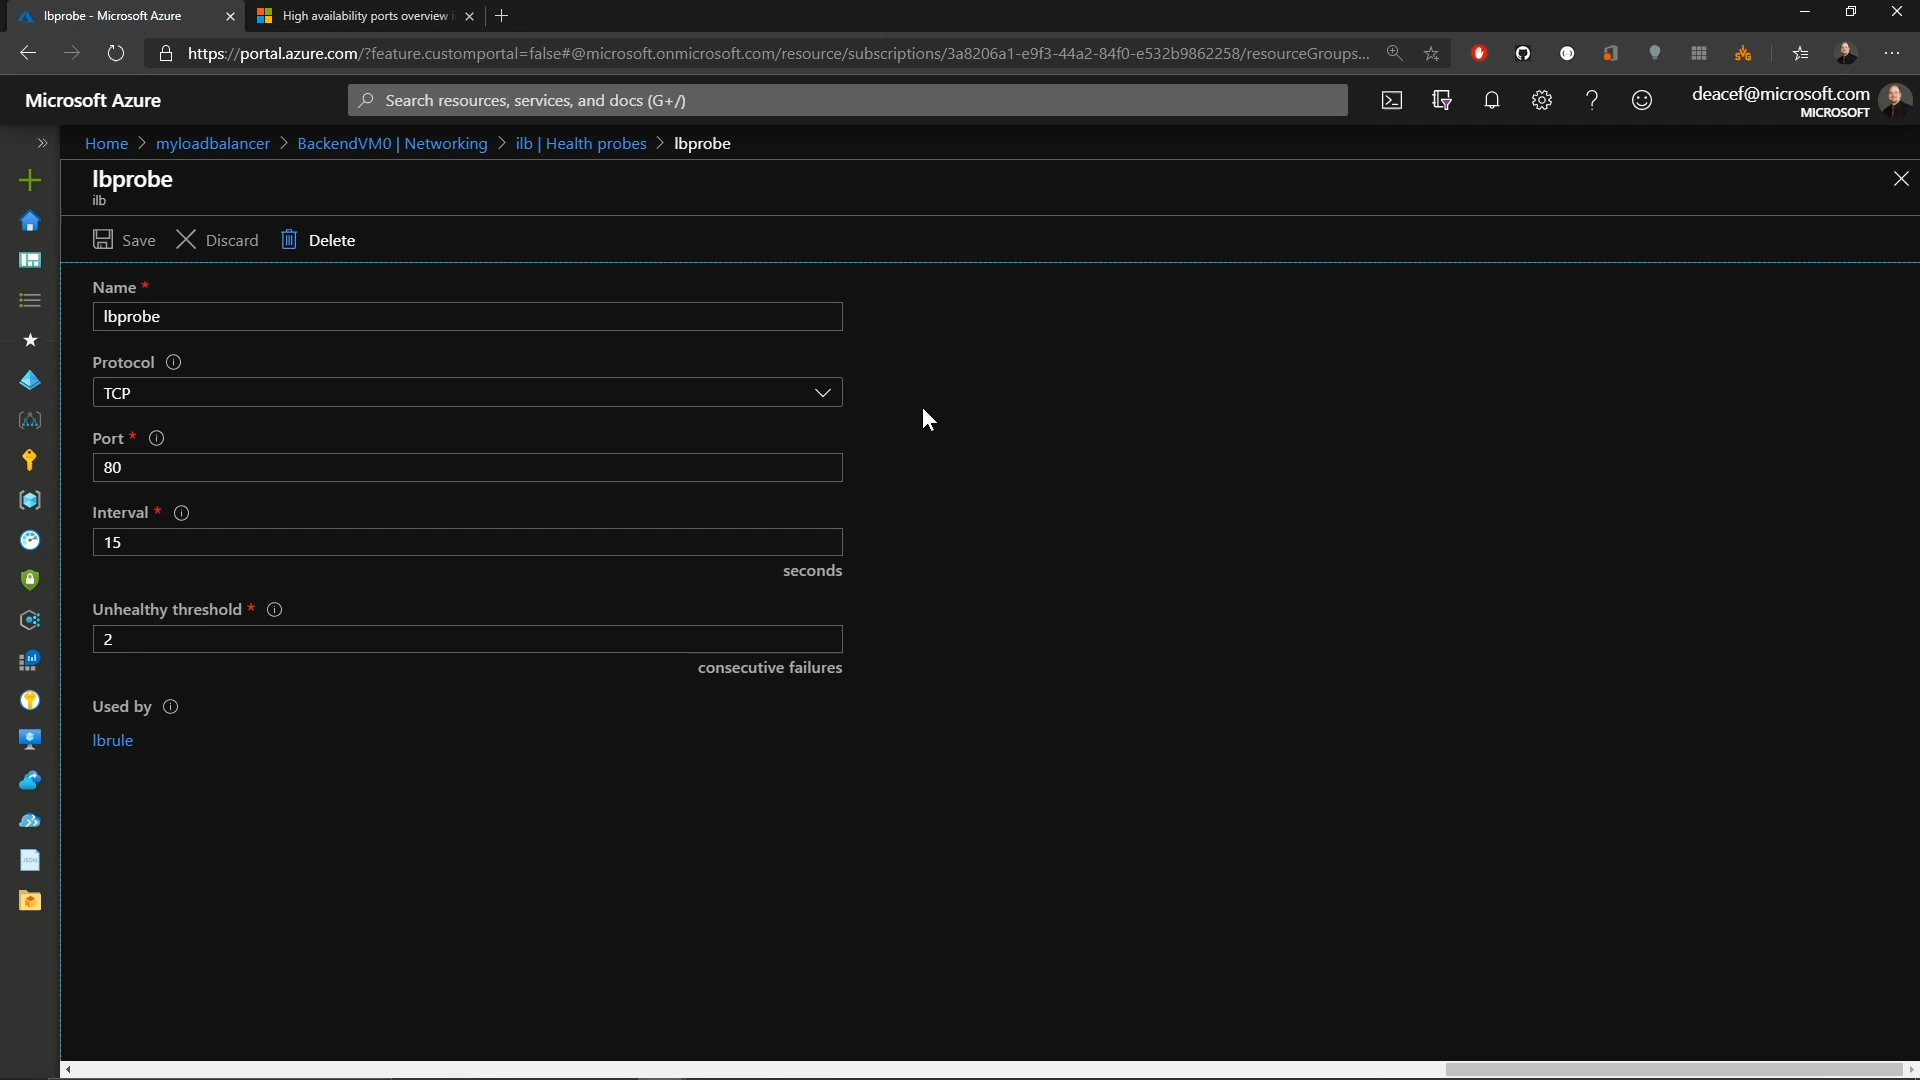 lbprobe - Microsoft Azure
High availability ports overview i
https://portal.azure.com/?feature.customportal=false#@microsoft.onmicrosoft.com/resource/subscriptions/3a8206a1-e9f3-44a2-84f0-e532b9862258/resourceGroups...
Microsoft Azure
Search resources, services, and docs (G+/)
deacef@microsoft.com
MICROSOFT
Home > myloadbalancer > BackendVM0 | Networking > ilb | Health probes > lbprobe
lbprobe
ilb
Save Discard Delete
Name *
lbprobe
Protocol
TCP
Port *
80
Interval *
15
seconds
Unhealthy threshold *
2
consecutive failures
Used by
lbrule